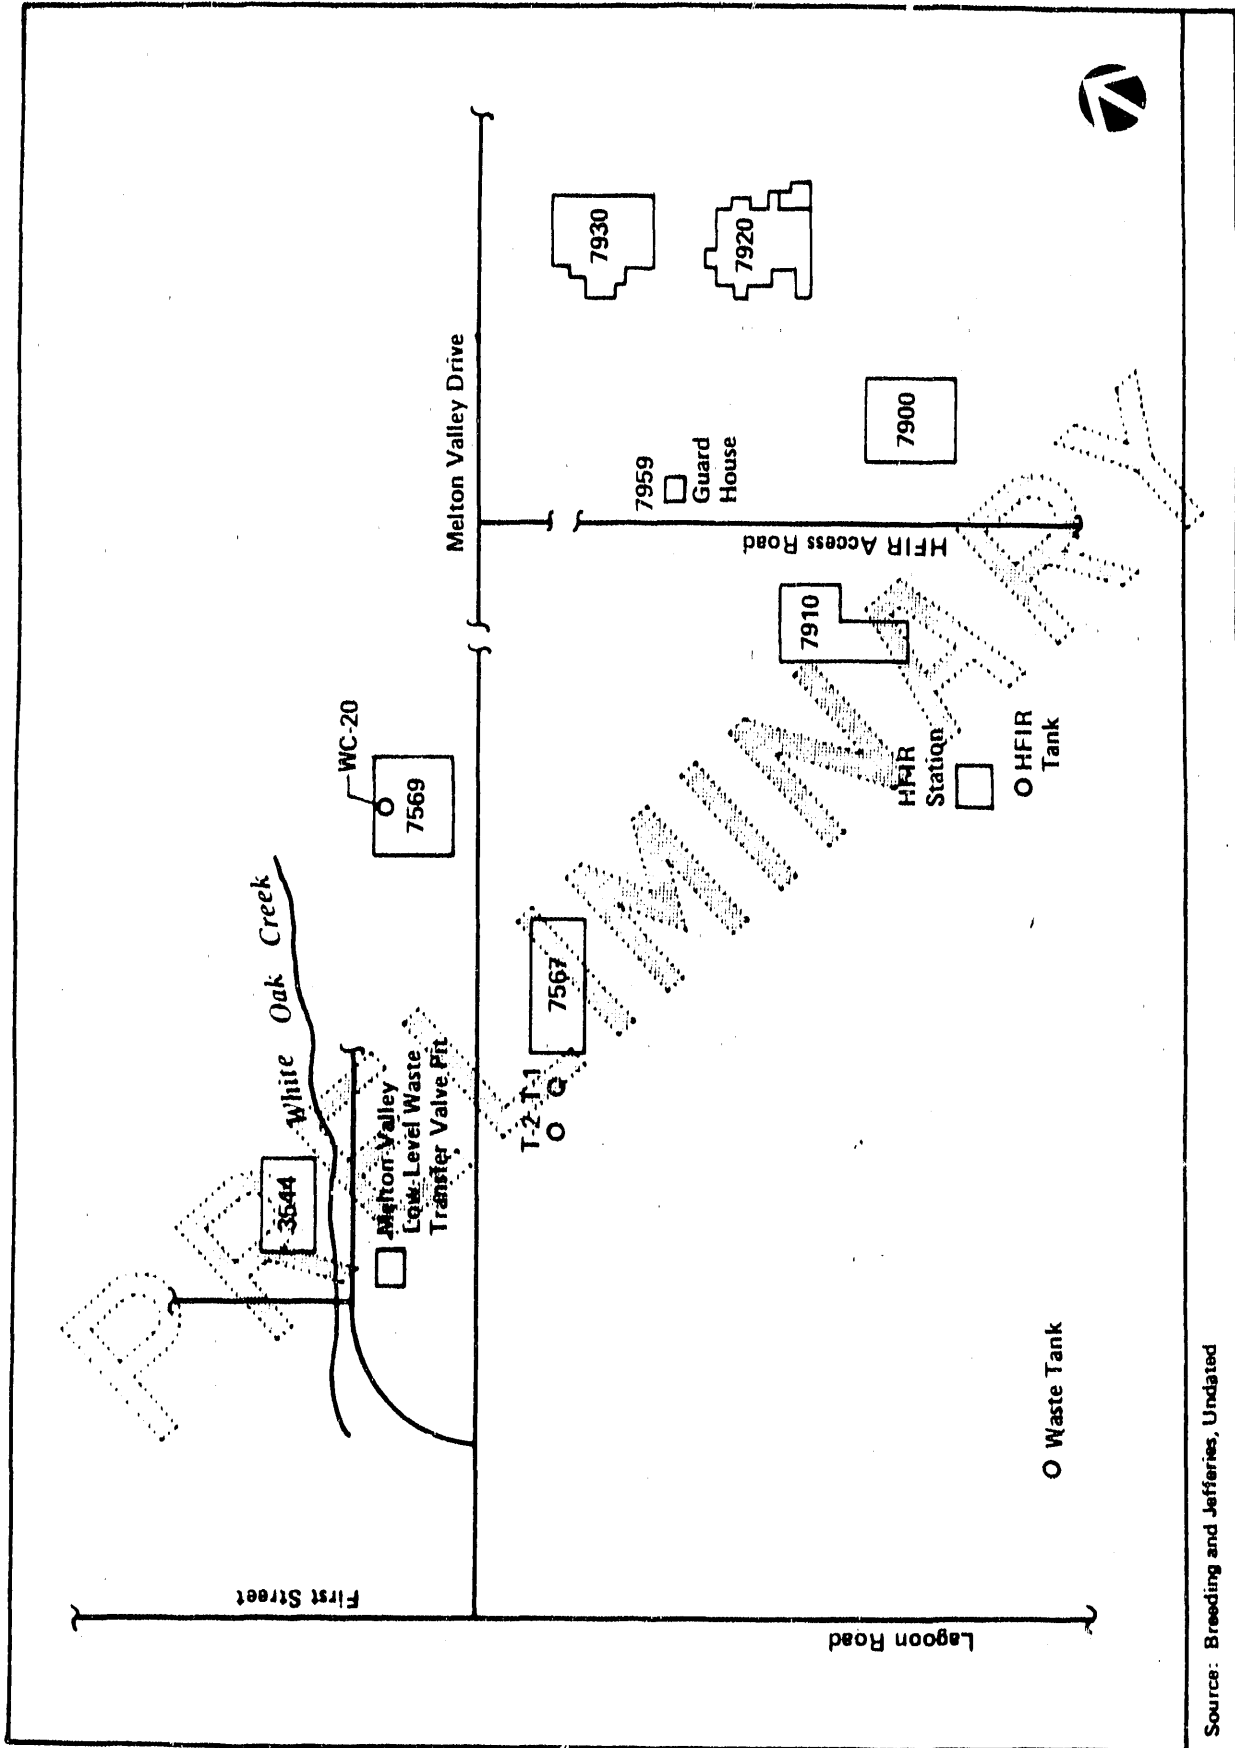 First Street
Lagoon Road
3544
White Oak Creek
Melton Valley
Low-Level Waste
Transfer Valve Pit
WC-20
7569
T-2
T-1
7567
Melton Valley Drive
7930
7920
7959
Guard
House
7900
HFIR Access Road
7910
HFIR
Station
HFIR
Tank
Waste Tank
PRELIMINARY
Source: Breeding and Jefferies, Undated